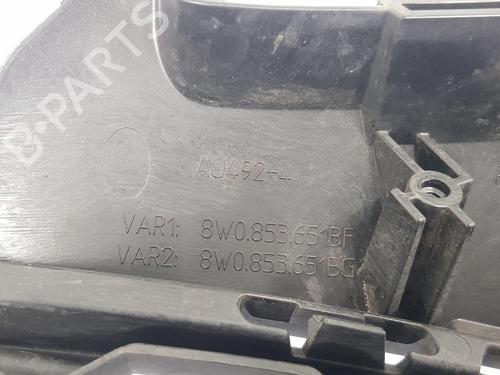 B-PARTS
AU492-4
VAR1: 8W0.853.651BF
VAR2: 8W0.853.651BG